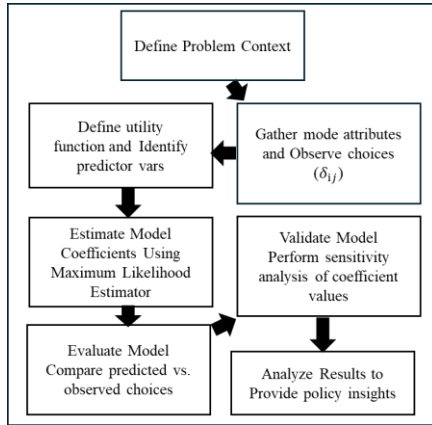 Define Problem Context
Gather mode attributes
and Observe choices
(δᵢⱼ)
Define utility
function and Identify
predictor vars
Estimate Model
Coefficients Using
Maximum Likelihood
Estimator
Evaluate Model
Compare predicted vs.
observed choices
Validate Model
Perform sensitivity
analysis of coefficient
values
Analyze Results to
Provide policy insights